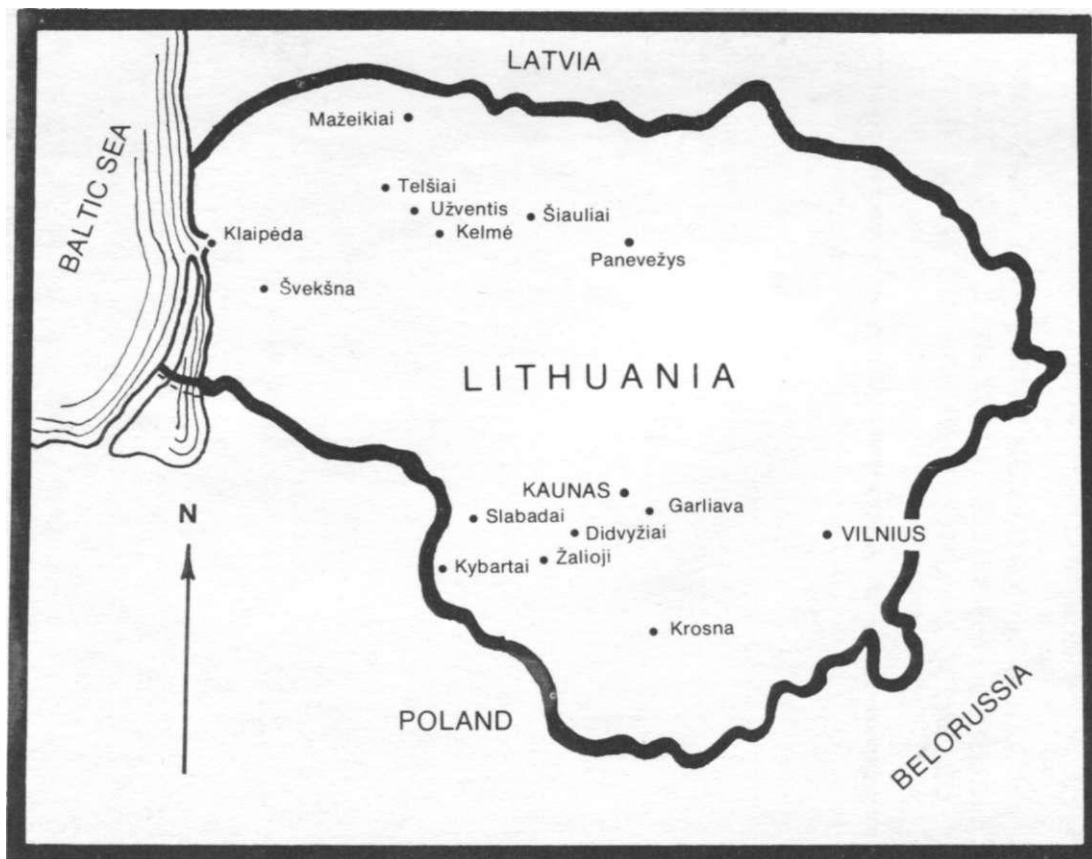 LATVIA
Mažeikiai
BALTIC SEA
Telšiai
Užventis
Šiauliai
Klaipėda
Kelmė
Panevežys
Švekšna
LITHUANIA
KAUNAS
N
Slabadai
Garliava
Didvyžiai
VILNIUS
Kybartai
Žalioji
Krosna
POLAND
BELORUSSIA